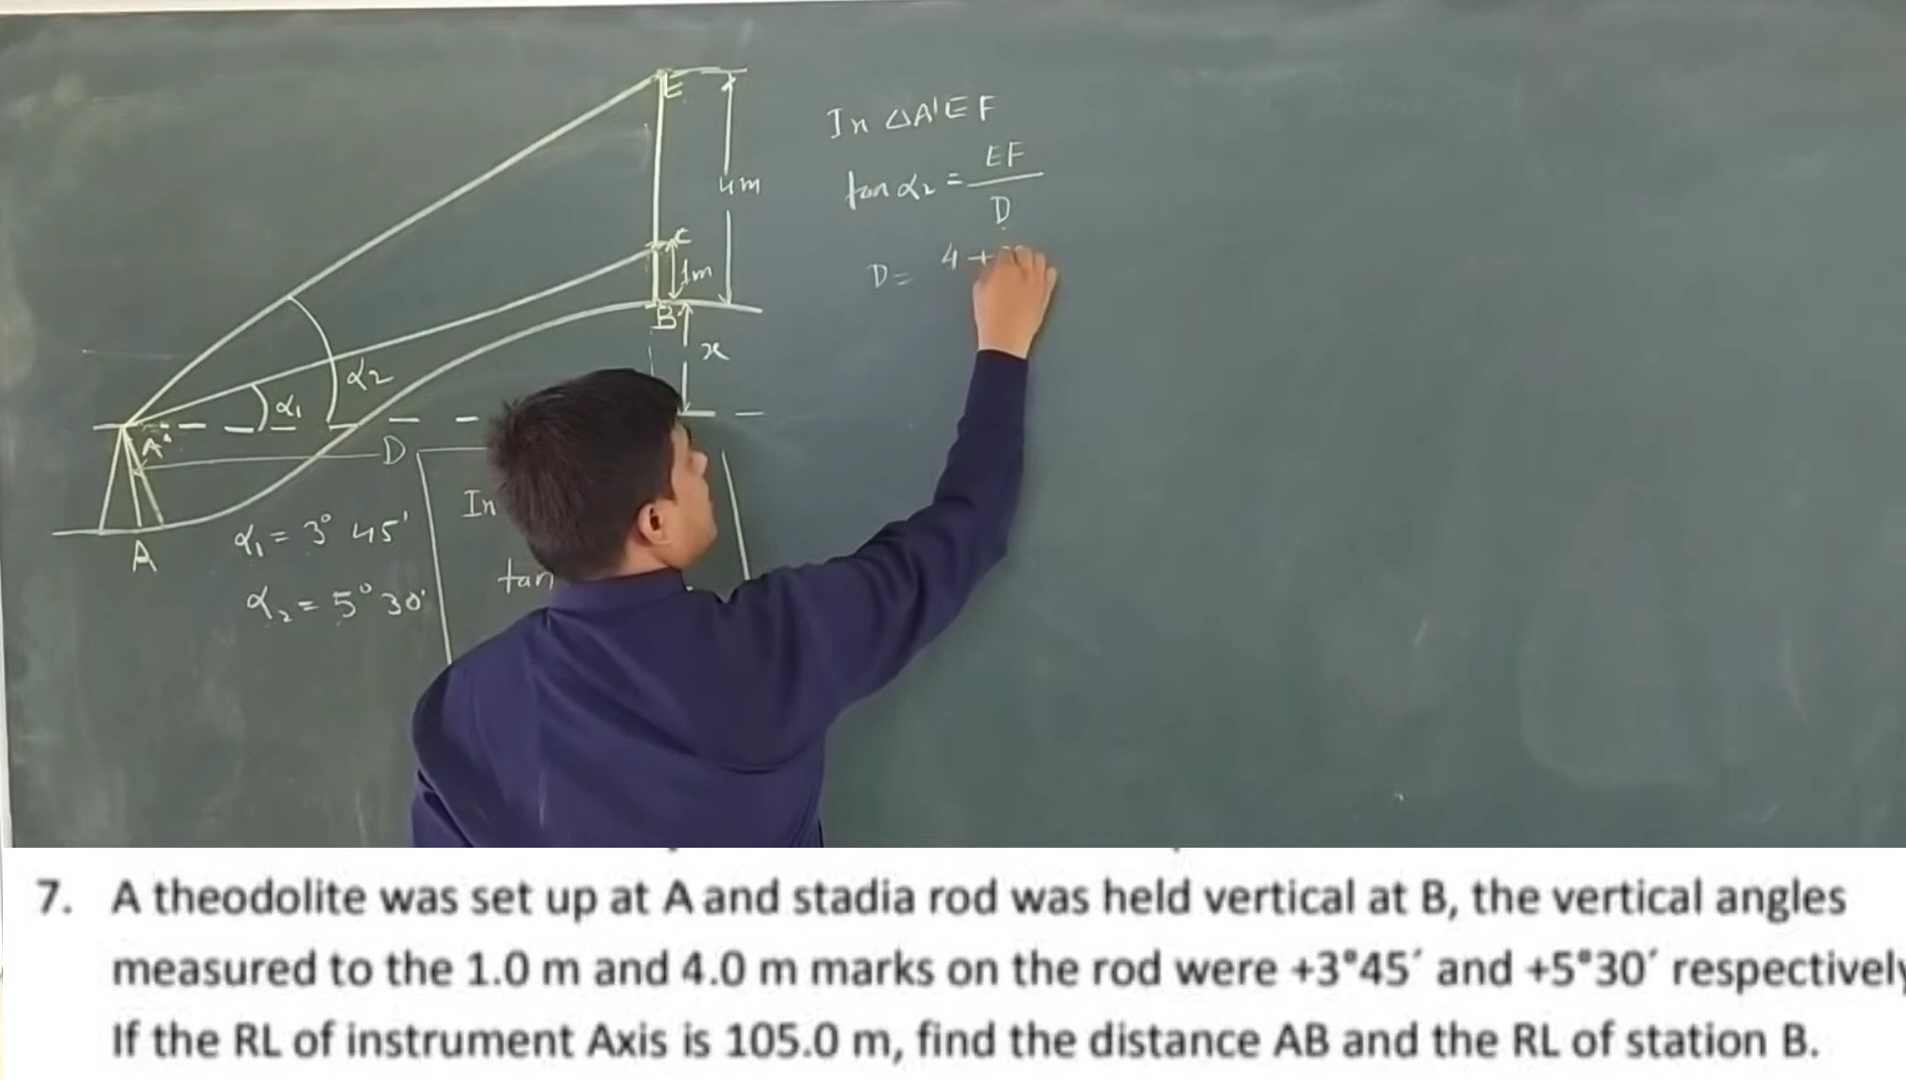 E
4m
C
1m
B
x
α2
α1
A'
D
A
α₁ = 3° 45'
α₂ = 5° 30'
In
tan
In △A'EF
tan α₂ = EF / D
D = 4 +
7. A theodolite was set up at A and stadia rod was held vertical at B, the vertical angles
measured to the 1.0 m and 4.0 m marks on the rod were +3°45´ and +5°30´ respectively
If the RL of instrument Axis is 105.0 m, find the distance AB and the RL of station B.